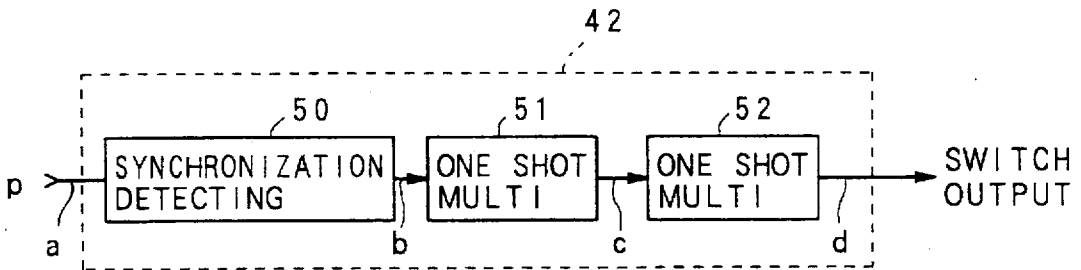 42
50
51
52
SYNCHRONIZATION
DETECTING
ONE SHOT
MULTI
ONE SHOT
MULTI
SWITCH
OUTPUT
p
a
b
c
d